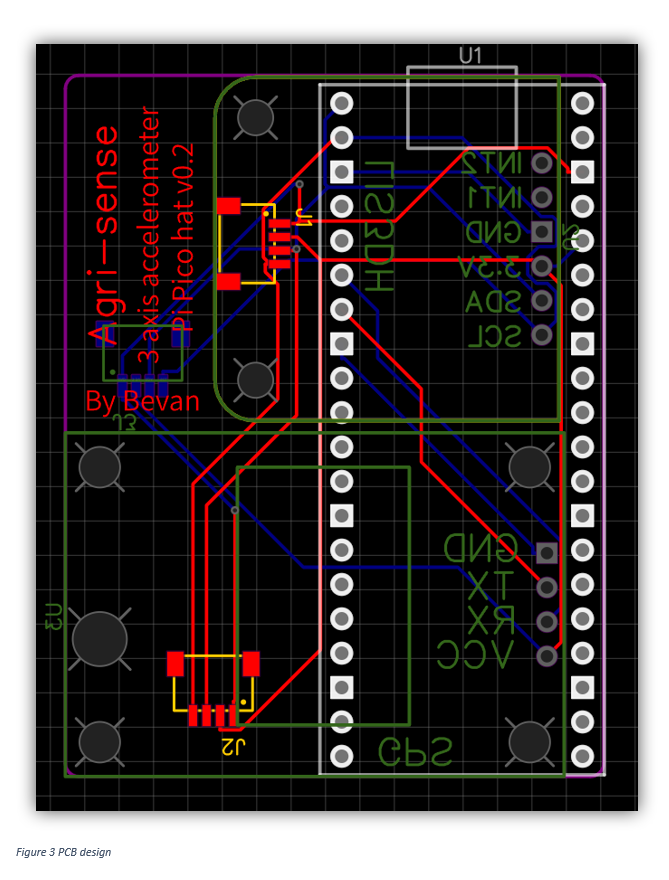 U1
Agri-sense
3 axis accelerometer
Pi Pico hat v0.2
LIS3DH
INT2
INT1
GND
3.3V
SDA
SCL
U2
J1
By Bevan
J3
GND
TX
RX
VCC
U3
J2
GPS
Figure 3 PCB design